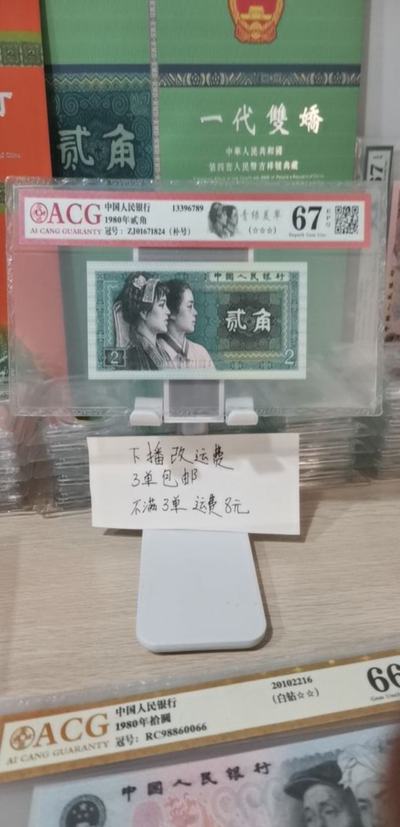 贰角
一代雙嬌
中華人民共和國
第四套人民幣吉祥號典藏
ACG
AI CANG GUARANTY
中国人民银行
1980年贰角
冠号：ZJ01671824（补号）
13396789
青绿美翠
(☆☆☆)
67
EPQ
Superb Gem Unc
中国人民银行
贰角
2
2
下播改运费
3单包邮
不满3单 运费8元
ACG
AI CANG GUARANTY
中国人民银行
1980年拾圆
冠号：RC98860066
20102216
(白钻☆☆)
66
中国人民银行